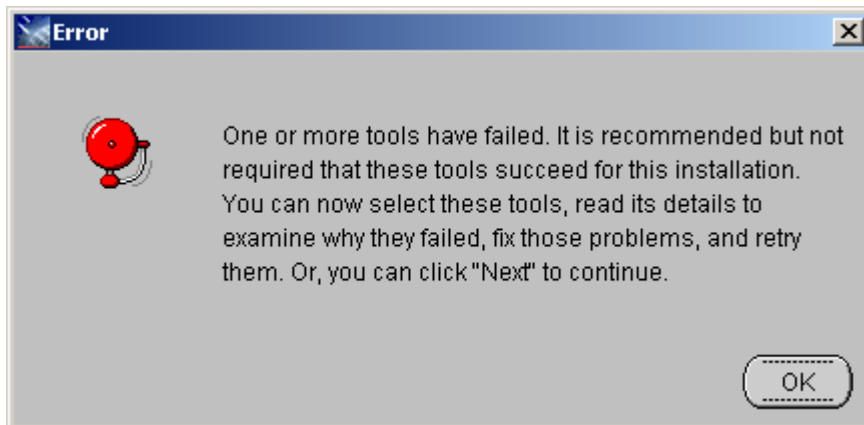 Error
One or more tools have failed. It is recommended but not
required that these tools succeed for this installation.
You can now select these tools, read its details to
examine why they failed, fix those problems, and retry
them. Or, you can click "Next" to continue.
OK